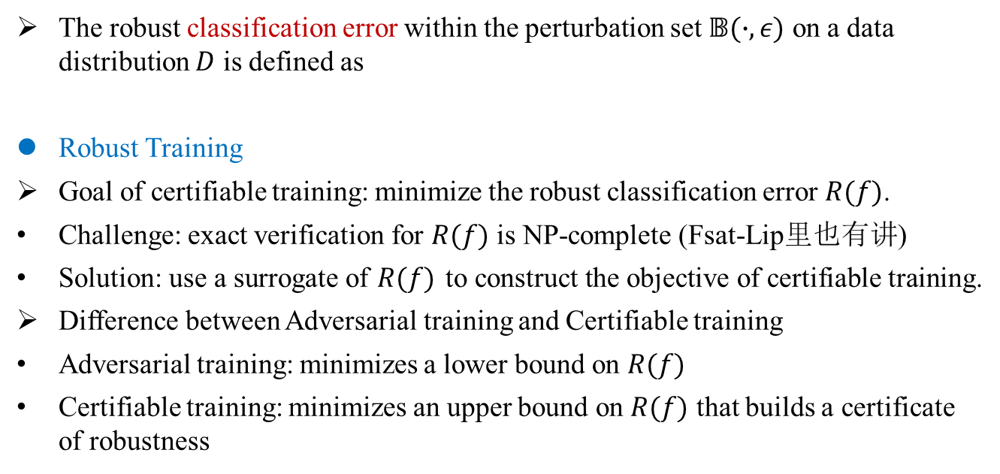 ➢ The robust classification error within the perturbation set 𝔹(·, ϵ) on a data
distribution D is defined as
● Robust Training
➢ Goal of certifiable training: minimize the robust classification error R(f).
• Challenge: exact verification for R(f) is NP-complete (Fsat-Lip里也有讲)
• Solution: use a surrogate of R(f) to construct the objective of certifiable training.
➢ Difference between Adversarial training and Certifiable training
• Adversarial training: minimizes a lower bound on R(f)
• Certifiable training: minimizes an upper bound on R(f) that builds a certificate
of robustness